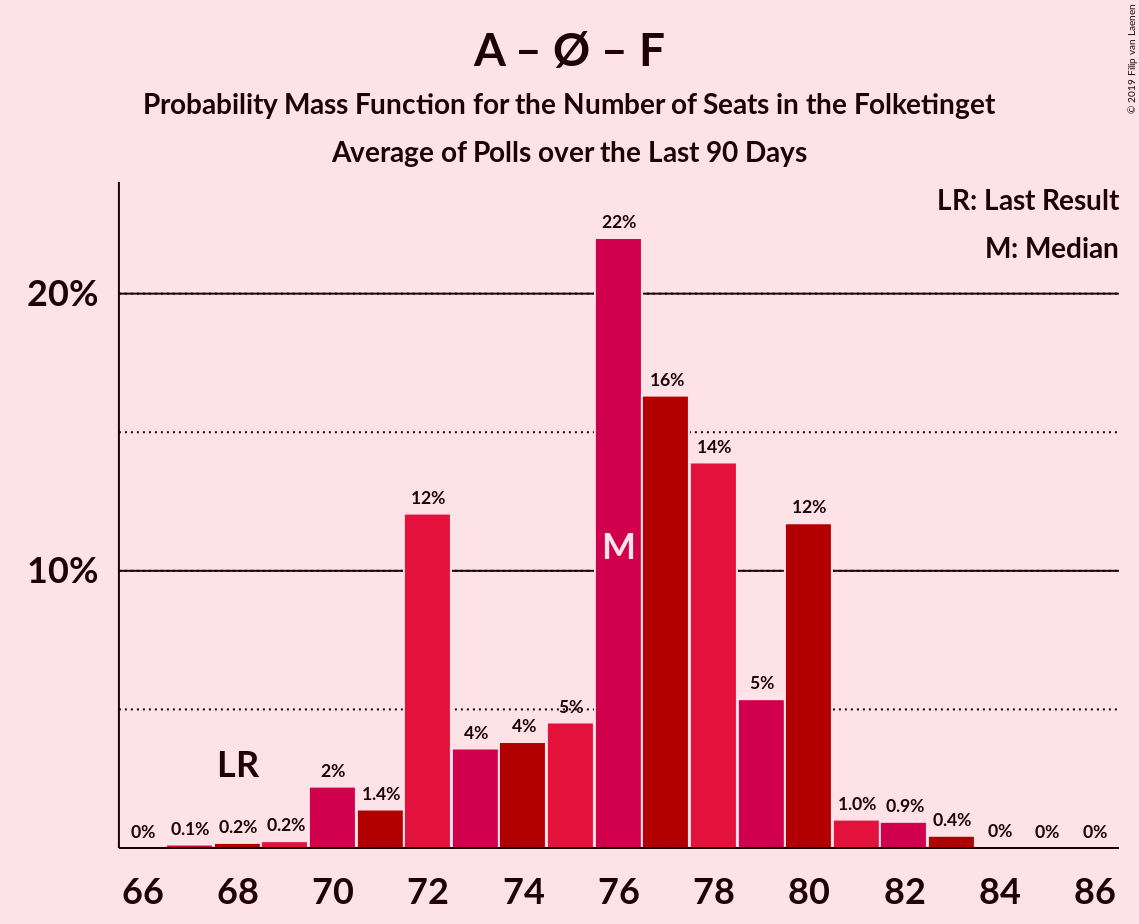 A – Ø – F
Probability Mass Function for the Number of Seats in the Folketinget
Average of Polls over the Last 90 Days
© 2019 Filip van Laenen
LR: Last Result
M: Median
20%
10%
0%
0.1%
0.2%
0.2%
2%
1.4%
12%
4%
4%
5%
22%
16%
14%
5%
12%
1.0%
0.9%
0.4%
0%
0%
0%
LR
M
66 68 70 72 74 76 78 80 82 84 86